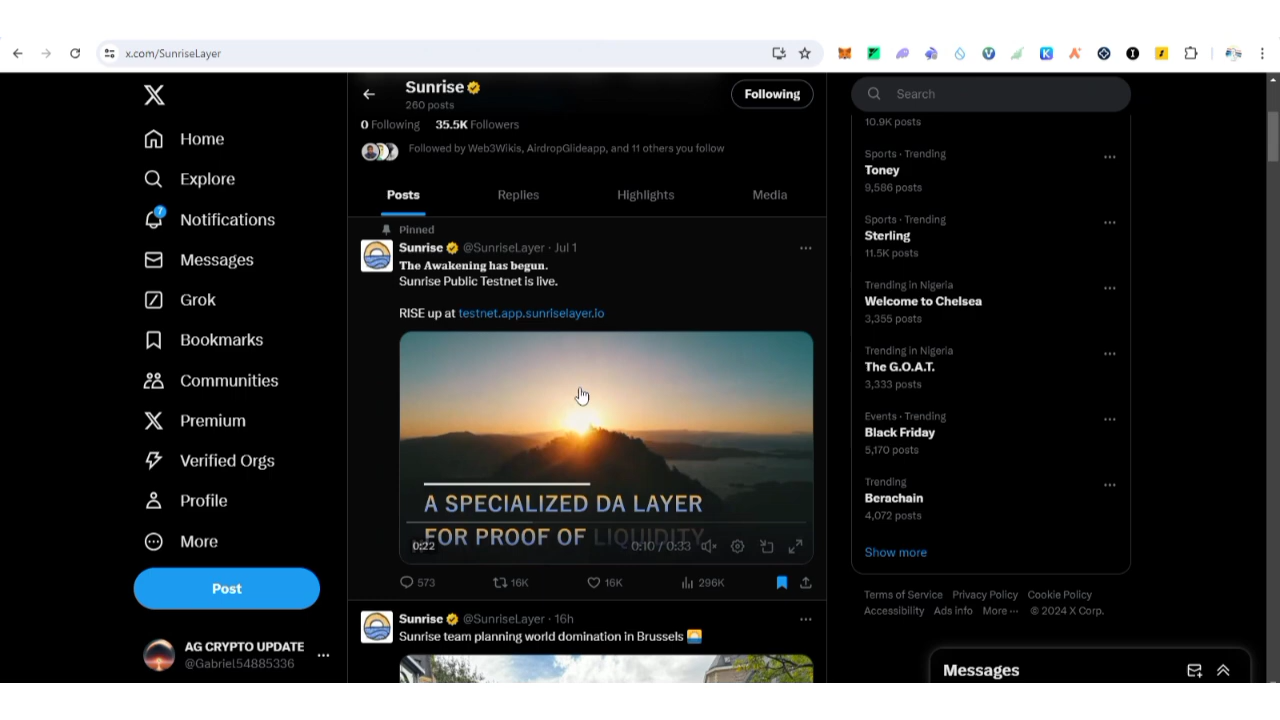 x.com/SunriseLayer
Home
Explore
7
Notifications
Messages
Grok
Bookmarks
Communities
Premium
Verified Orgs
Profile
More
Post
AG CRYPTO UPDATE
@Gabriel54885336
Sunrise
260 posts
Following
0 Following 35.5K Followers
Followed by Web3Wikis, AirdropGlideapp, and 11 others you follow
Posts Replies Highlights Media
Pinned
Sunrise @SunriseLayer · Jul 1
The Awakening has begun.
Sunrise Public Testnet is live.
RISE up at testnet.app.sunriselayer.io
A SPECIALIZED DA LAYER
FOR PROOF OF LIQUIDITY
0:22
0:10 / 0:33
573 16K 16K 296K
Sunrise @SunriseLayer · 16h
Sunrise team planning world domination in Brussels
Search
10.9K posts
Sports · Trending
Toney
9,586 posts
Sports · Trending
Sterling
11.5K posts
Trending in Nigeria
Welcome to Chelsea
3,355 posts
Trending in Nigeria
The G.O.A.T.
3,333 posts
Events · Trending
Black Friday
5,170 posts
Trending
Berachain
4,072 posts
Show more
Terms of Service Privacy Policy Cookie Policy
Accessibility Ads info More ··· © 2024 X Corp.
Messages